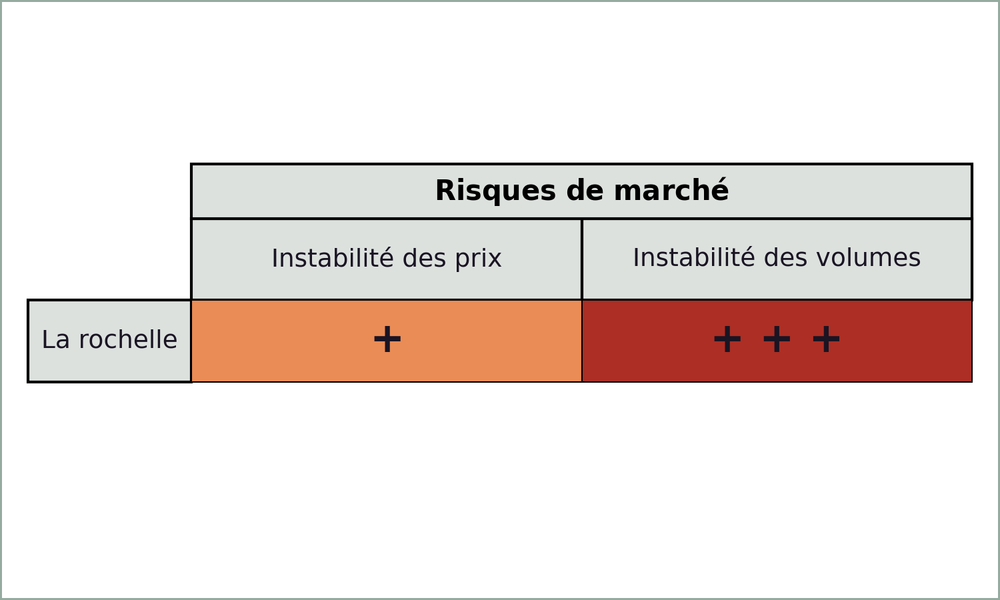 Risques de marché
Instabilité des prix
Instabilité des volumes
La rochelle
+
+ + +